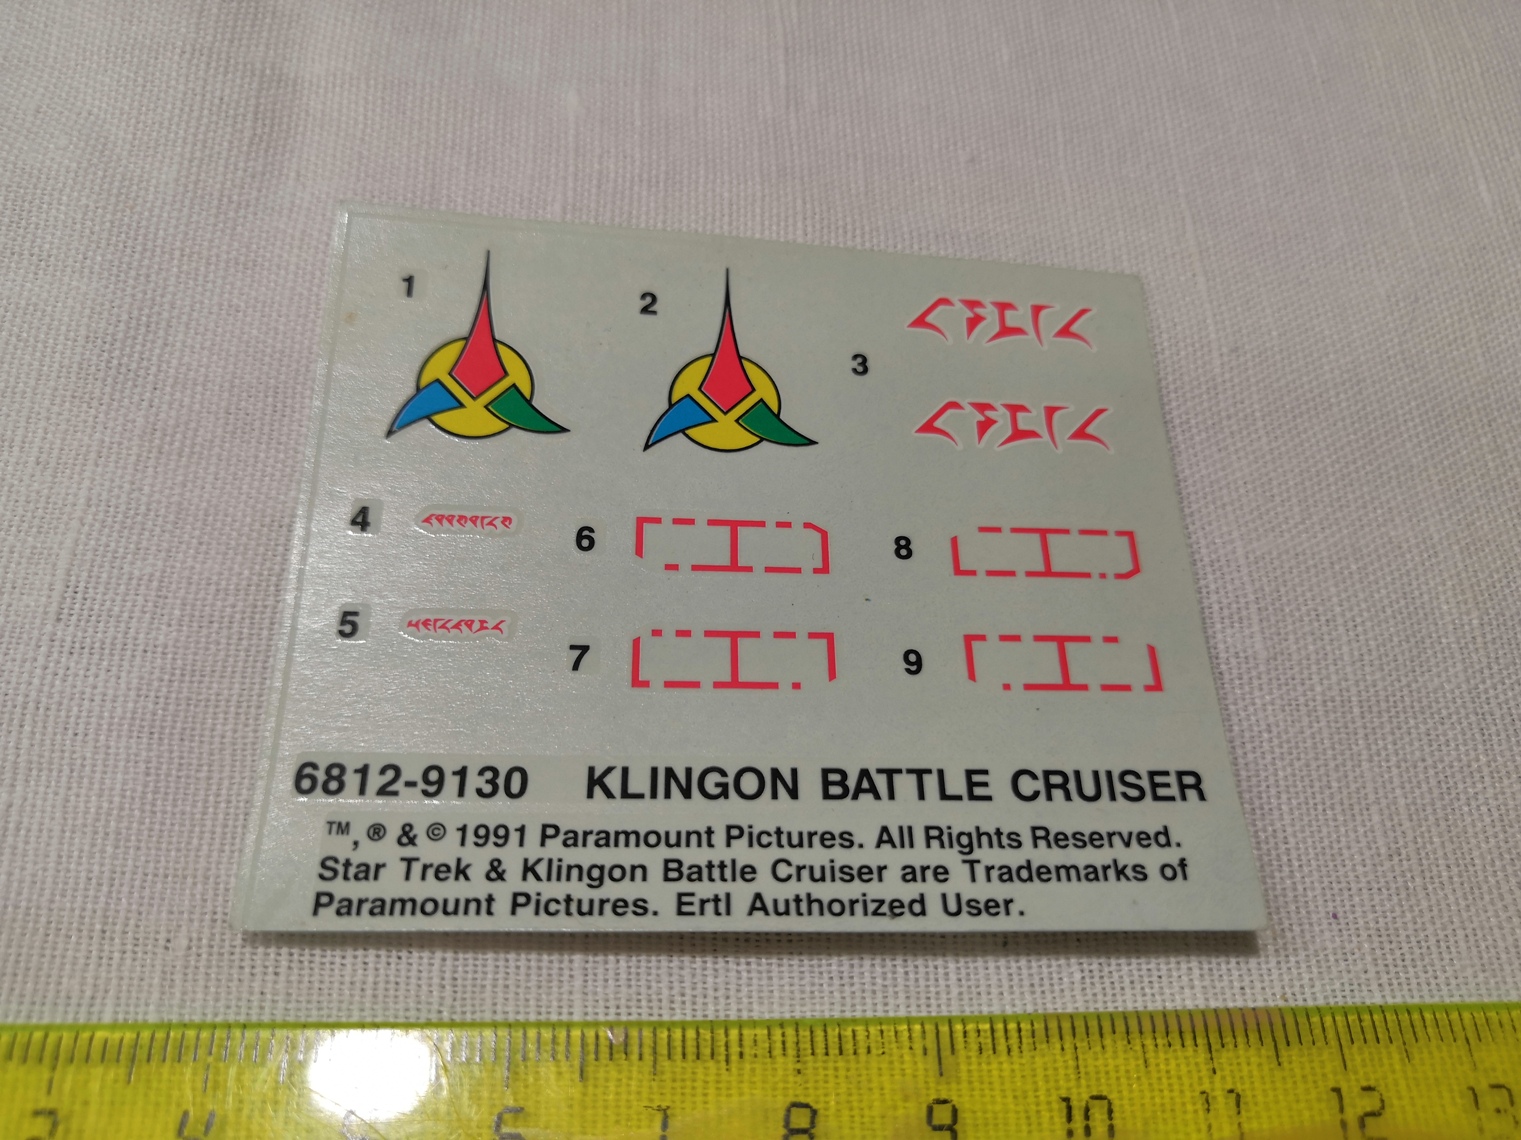 1
2
3
4
5
6
7
8
9
6812-9130 KLINGON BATTLE CRUISER
™, ® & © 1991 Paramount Pictures. All Rights Reserved.
Star Trek & Klingon Battle Cruiser are Trademarks of
Paramount Pictures. Ertl Authorized User.
7 8 9 10 11 12 13